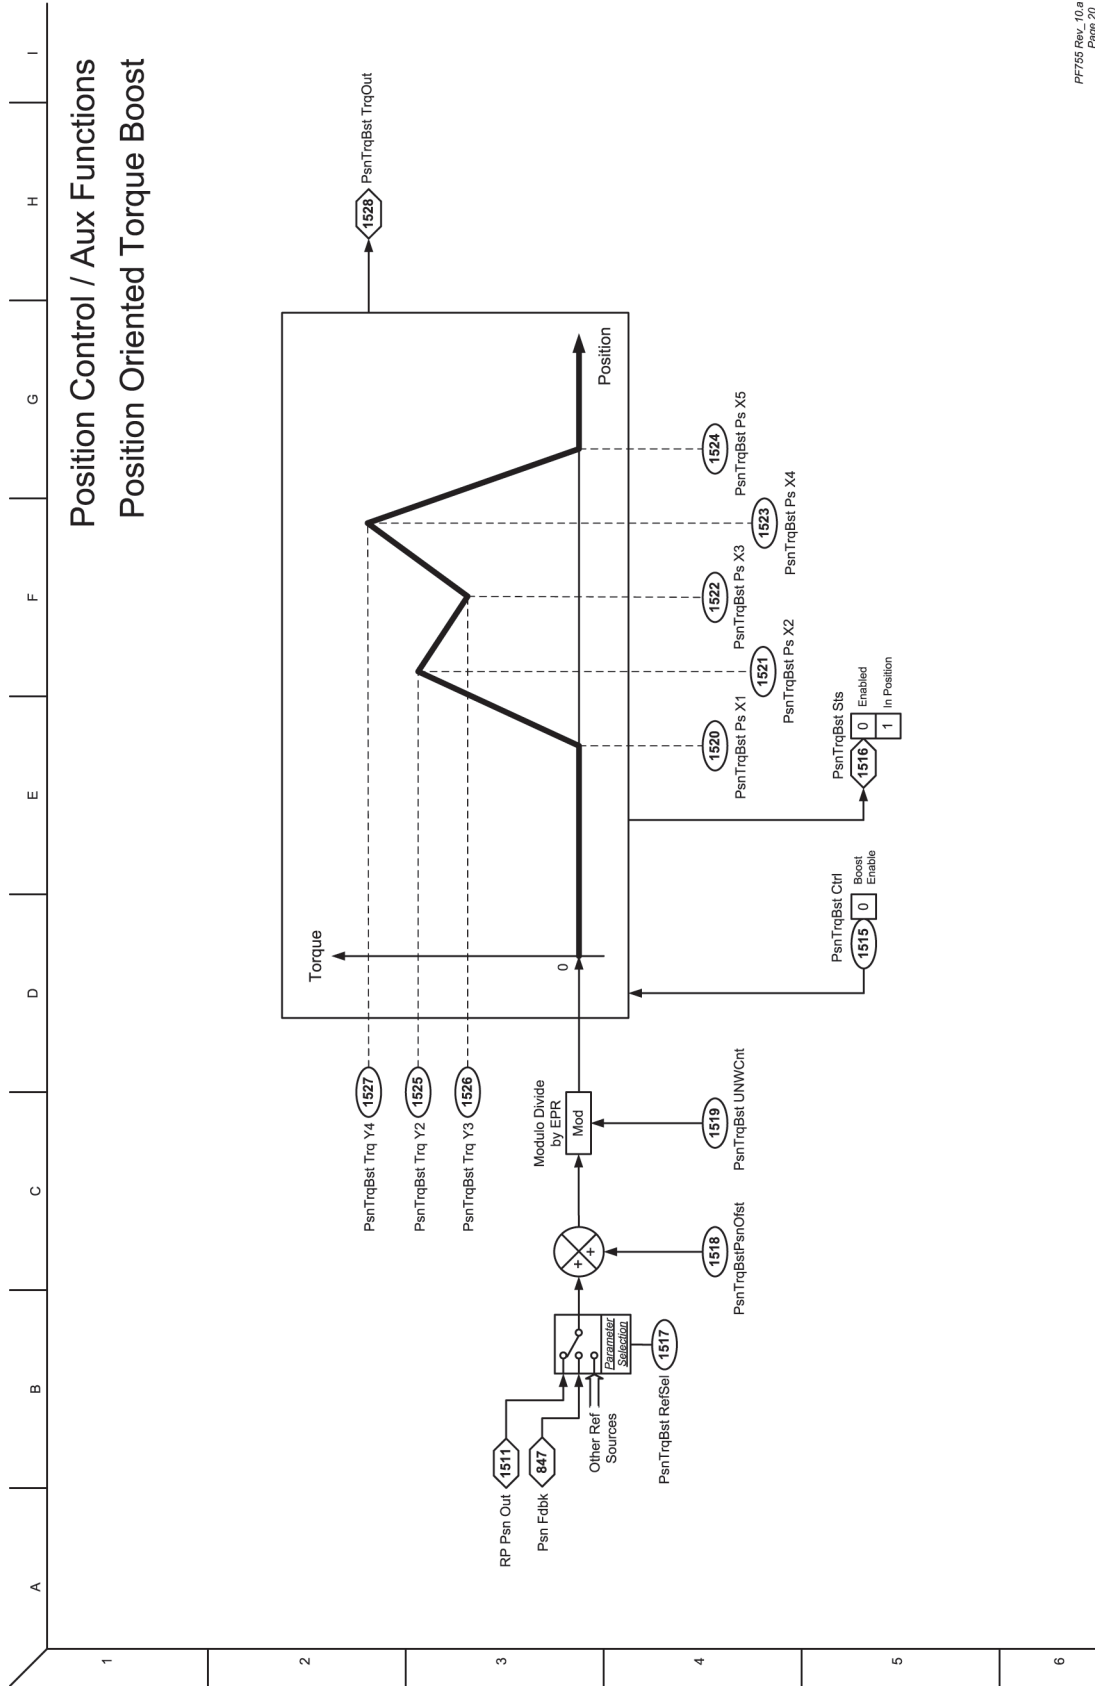 A
B
C
D
E
F
G
H
I
1
2
3
4
5
6
Position Control / Aux Functions
Position Oriented Torque Boost
PsnTrqBst Trq Y4
1527
PsnTrqBst Trq Y2
1525
PsnTrqBst Trq Y3
1526
Torque
0
Position
1528
PsnTrqBst TrqOut
RP Psn Out
1511
Psn Fdbk
847
Other Ref
Sources
Parameter
Selection
1517
PsnTrqBst RefSel
+
+
1518
PsnTrqBstPsnOfst
Modulo Divide
by EPR
Mod
1519
PsnTrqBst UNWCnt
1520
PsnTrqBst Ps X1
1521
PsnTrqBst Ps X2
1522
PsnTrqBst Ps X3
1523
PsnTrqBst Ps X4
1524
PsnTrqBst Ps X5
PsnTrqBst Ctrl
1515
0
Boost
Enable
PsnTrqBst Sts
1516
0
Enabled
1
In Position
PF755 Rev_10.a
Page 20